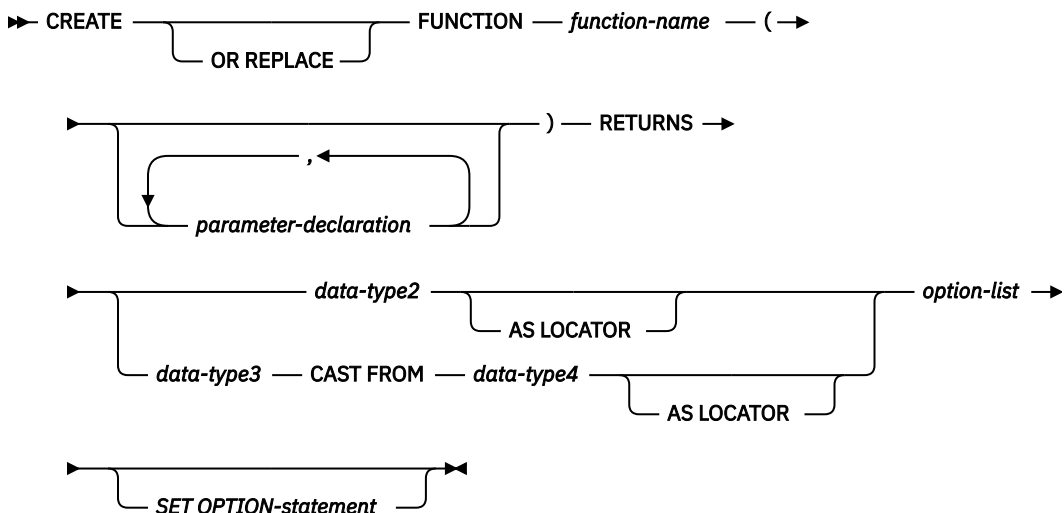 CREATE FUNCTION function-name (
OR REPLACE
) RETURNS
,
parameter-declaration
data-type2 option-list
AS LOCATOR
data-type3 CAST FROM data-type4
AS LOCATOR
SET OPTION-statement